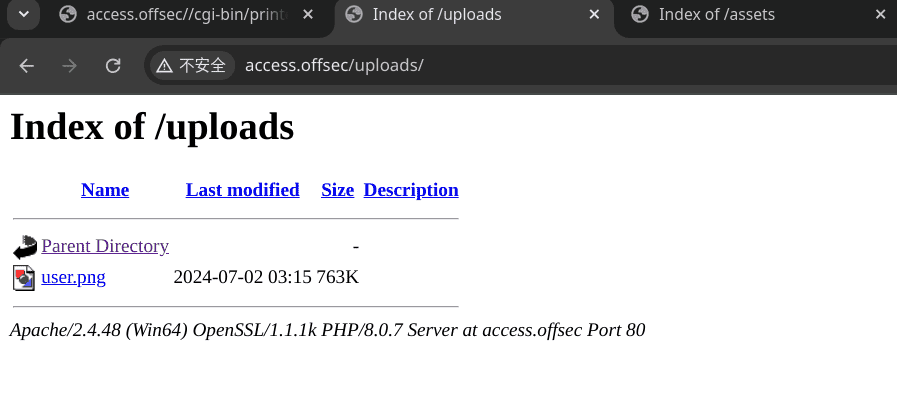 access.offsec//cgi-bin/printe
Index of /uploads
Index of /assets
不安全
access.offsec/uploads/
Index of /uploads
Name Last modified Size Description
Parent Directory -
user.png 2024-07-02 03:15 763K
Apache/2.4.48 (Win64) OpenSSL/1.1.1k PHP/8.0.7 Server at access.offsec Port 80